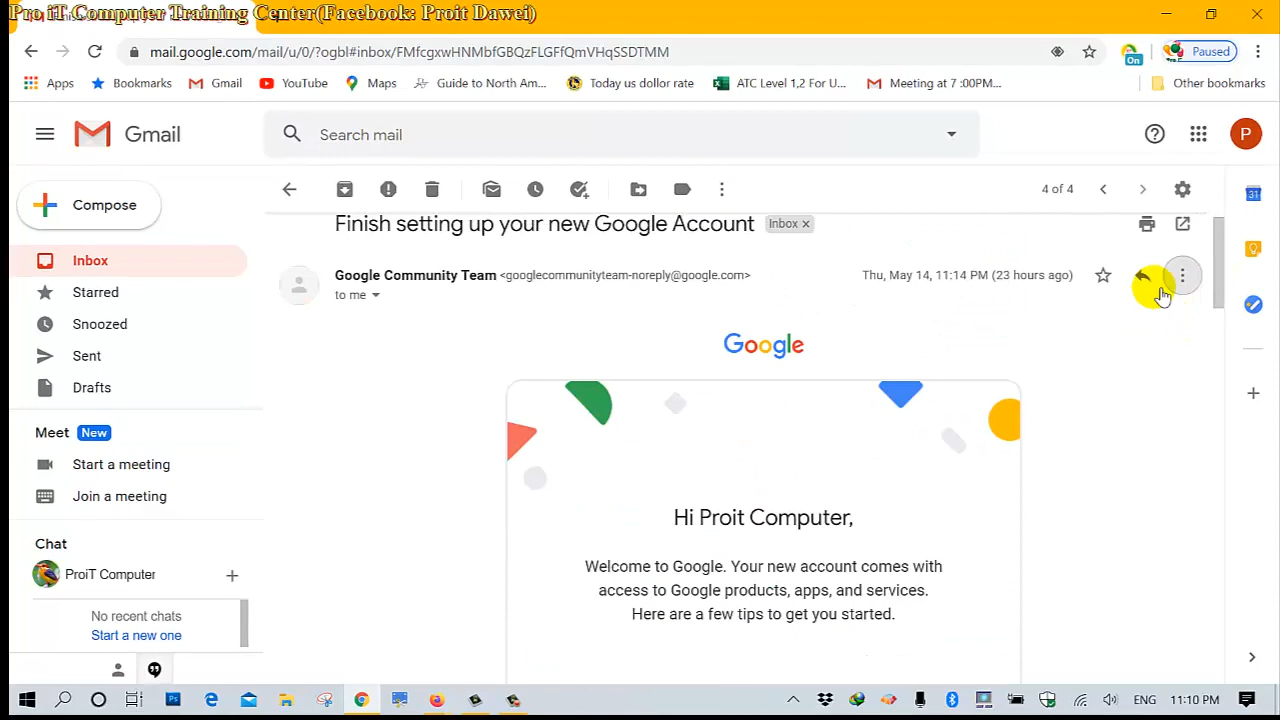 Pro iT Computer Training Center(Facebook: Proit Dawei)
mail.google.com/mail/u/0/?ogbl#inbox/FMfcgxwHNMbfGBQzFLGFfQmVHqSSDTMM
On
Paused
Apps
Bookmarks
Gmail
YouTube
Maps
Guide to North Am...
Today us dollor rate
ATC Level 1,2 For U...
Meeting at 7 :00PM...
Other bookmarks
Gmail
Search mail
P
Compose
4 of 4
31
Finish setting up your new Google Account
Inbox x
Inbox
Google Community Team <googlecommunityteam-noreply@google.com>
Thu, May 14, 11:14 PM (23 hours ago)
to me
Starred
Snoozed
Sent
Drafts
Meet New
Start a meeting
Join a meeting
Chat
ProiT Computer
No recent chats
Start a new one
Google
Hi Proit Computer,
Welcome to Google. Your new account comes with
access to Google products, apps, and services.
Here are a few tips to get you started.
Ps
ENG
11:10 PM